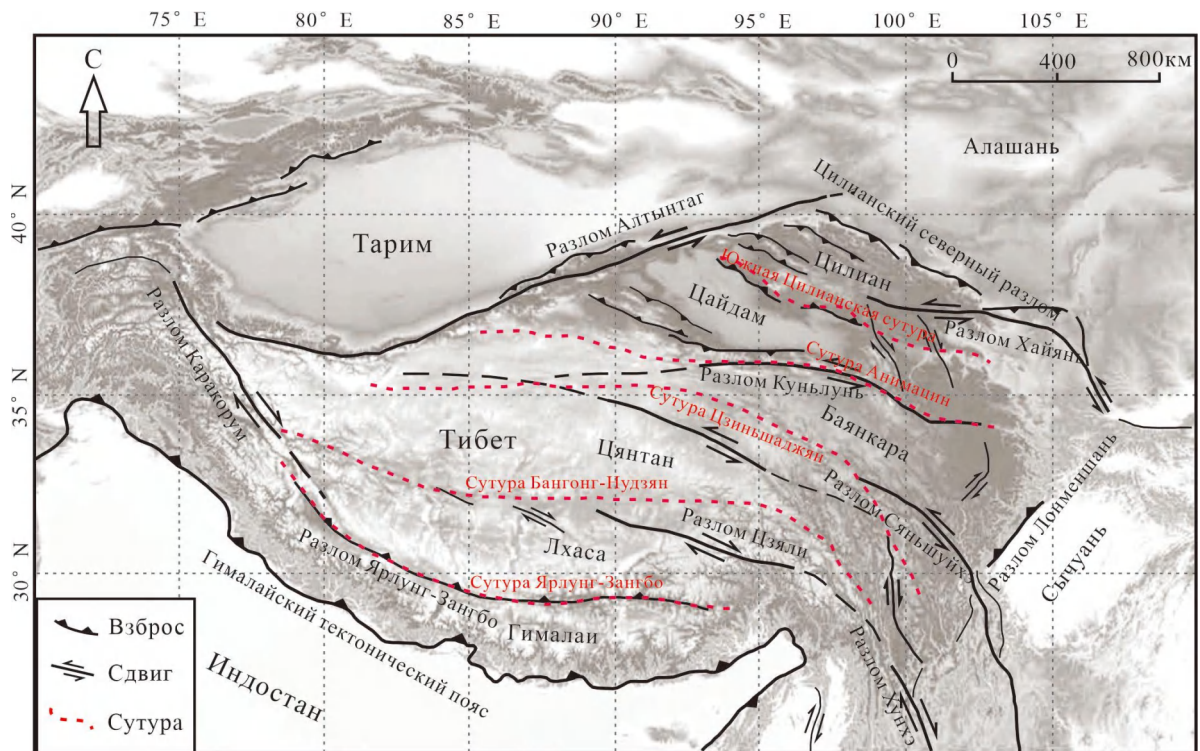 75° E
80° E
85° E
90° E
95° E
100° E
105° E
С
0
400
800км
Алашань
40° N
35° N
30° N
Тарим
Разлом Алтынтаг
Цилианский северный разлом
Цилиан
Южная Цилианская сутура
Цайдам
Разлом Хайянь
Разлом Каракорум
Сутура Анимацин
Разлом Куньлунь
Сутура Цзиньшаджян
Баянкара
Тибет
Цянтан
Сутура Бангонг-Нудзян
Разлом Сяньшуйхэ
Разлом Лонменшань
Разлом Цзяли
Лхаса
Сычуань
Разлом Ярлунг-Зангбо
Сутура Ярлунг-Зангбо
Гималаи
Гималайский тектонический пояс
Индостан
Разлом Хунхэ
Взброс
Сдвиг
Сутура